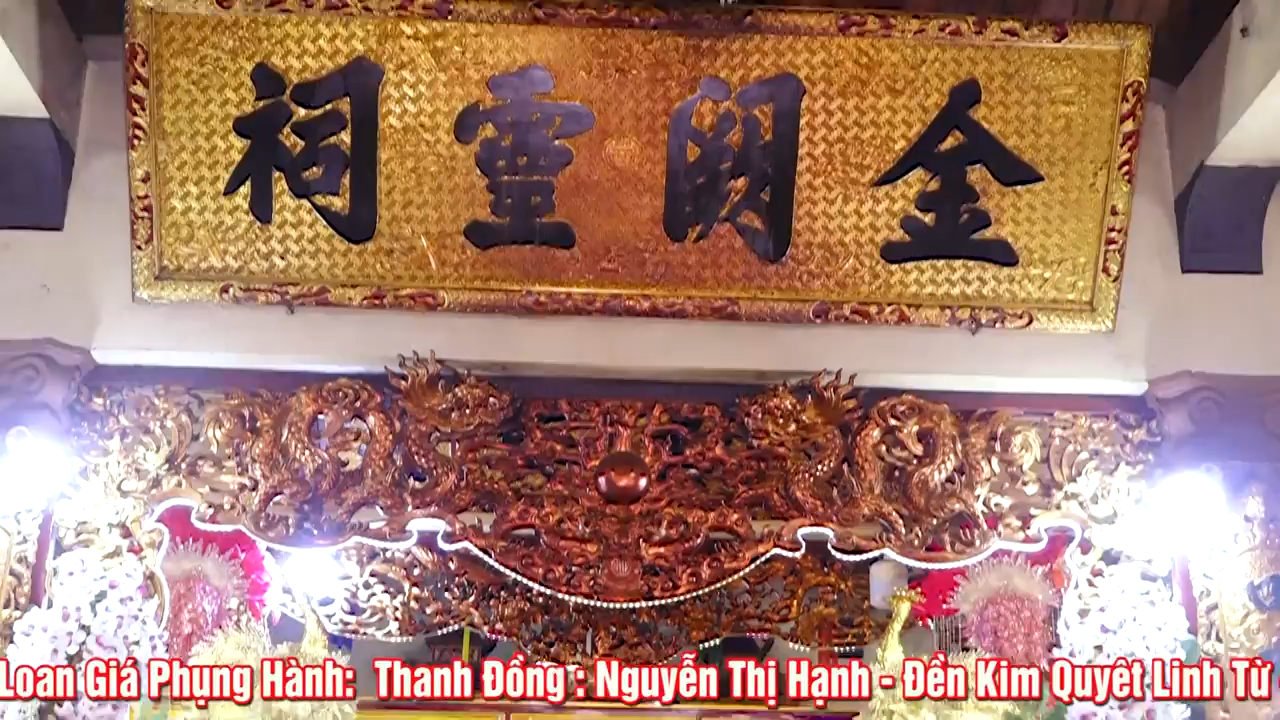 金闕靈祠
Loan Giá Phụng Hành: Thanh Đồng : Nguyễn Thị Hạnh - Đền Kim Quyêt Linh Từ